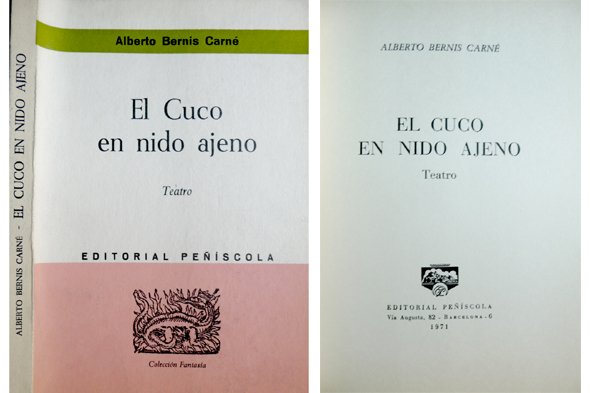 ALBERTO BERNIS CARNÉ - EL CUCO EN NIDO AJENO
Alberto Bernis Carné
El Cuco
en nido ajeno
Teatro
EDITORIAL PEÑÍSCOLA
Colección Fantasía
ALBERTO BERNIS CARNÉ
EL CUCO
EN NIDO AJENO
Teatro
EDITORIAL PEÑÍSCOLA
Vía Augusta, 82 - BARCELONA - 6
1971